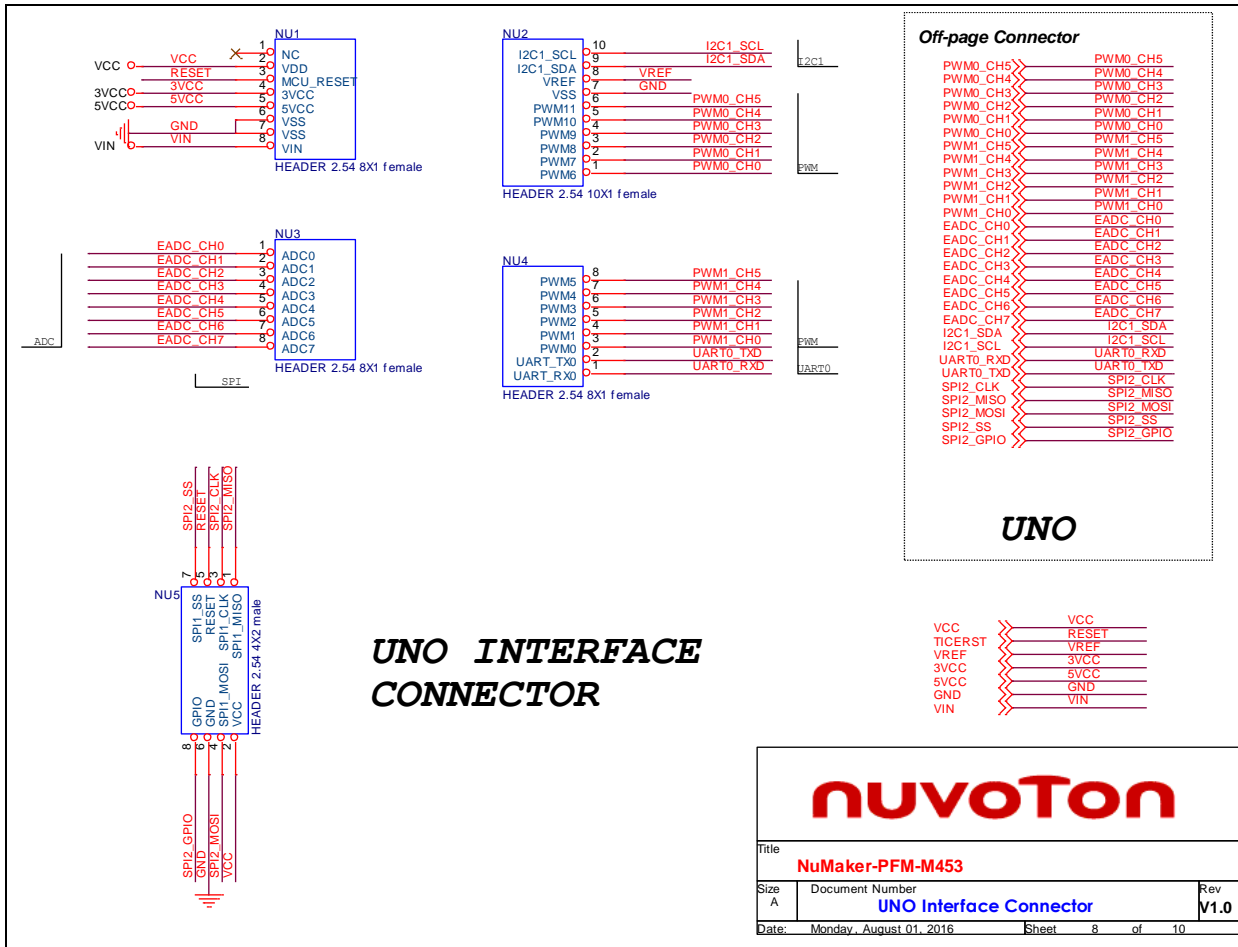 NU1
1
NC
VCC
VCC
2
VDD
RESET
3
MCU_RESET
3VCC
3VCC
4
3VCC
5VCC
5VCC
5
5VCC
6
VSS
GND
7
VSS
VIN
VIN
8
VIN
HEADER 2.54 8X1 female
NU2
I2C1_SCL
10
I2C1_SCL
I2C1_SDA
9
I2C1_SDA
I2C1
VREF
8
VREF
VSS
7
GND
PWM11
6
PWM0_CH5
PWM10
5
PWM0_CH4
PWM9
4
PWM0_CH3
PWM8
3
PWM0_CH2
PWM7
2
PWM0_CH1
PWM6
1
PWM0_CH0
PWM
HEADER 2.54 10X1 female
NU3
EADC_CH0
1
ADC0
EADC_CH1
2
ADC1
EADC_CH2
3
ADC2
EADC_CH3
4
ADC3
EADC_CH4
5
ADC4
EADC_CH5
6
ADC5
EADC_CH6
7
ADC6
EADC_CH7
8
ADC7
ADC
HEADER 2.54 8X1 female
SPI
NU4
PWM5
8
PWM1_CH5
PWM4
7
PWM1_CH4
PWM3
6
PWM1_CH3
PWM2
5
PWM1_CH2
PWM1
4
PWM1_CH1
PWM0
3
PWM1_CH0
PWM
UART_TX0
2
UART0_TXD
UART_RX0
1
UART0_RXD
UART0
HEADER 2.54 8X1 female
Off-page Connector
PWM0_CH5 PWM0_CH5
PWM0_CH4 PWM0_CH4
PWM0_CH3 PWM0_CH3
PWM0_CH2 PWM0_CH2
PWM0_CH1 PWM0_CH1
PWM0_CH0 PWM0_CH0
PWM1_CH5 PWM1_CH5
PWM1_CH4 PWM1_CH4
PWM1_CH3 PWM1_CH3
PWM1_CH2 PWM1_CH2
PWM1_CH1 PWM1_CH1
PWM1_CH0 PWM1_CH0
EADC_CH0 EADC_CH0
EADC_CH1 EADC_CH1
EADC_CH2 EADC_CH2
EADC_CH3 EADC_CH3
EADC_CH4 EADC_CH4
EADC_CH5 EADC_CH5
EADC_CH6 EADC_CH6
EADC_CH7 EADC_CH7
I2C1_SDA I2C1_SDA
I2C1_SCL I2C1_SCL
UART0_RXD UART0_RXD
UART0_TXD UART0_TXD
SPI2_CLK SPI2_CLK
SPI2_MISO SPI2_MISO
SPI2_MOSI SPI2_MOSI
SPI2_SS SPI2_SS
SPI2_GPIO SPI2_GPIO
UNO
SPI2_SS
RESET
SPI2_CLK
SPI2_MISO
7
5
3
1
NU5
SPI1_SS
RESET
SPI1_CLK
SPI1_MISO
GPIO
GND
SPI1_MOSI
VCC
HEADER 2.54 4X2 male
8
6
4
2
SPI2_GPIO
GND
SPI2_MOSI
VCC
UNO INTERFACE
CONNECTOR
VCC VCC
TICERST RESET
VREF VREF
3VCC 3VCC
5VCC 5VCC
GND GND
VIN VIN
nuvoTon
Title
NuMaker-PFM-M453
Size Document Number Rev
A UNO Interface Connector V1.0
Date: Monday, August 01, 2016 Sheet 8 of 10